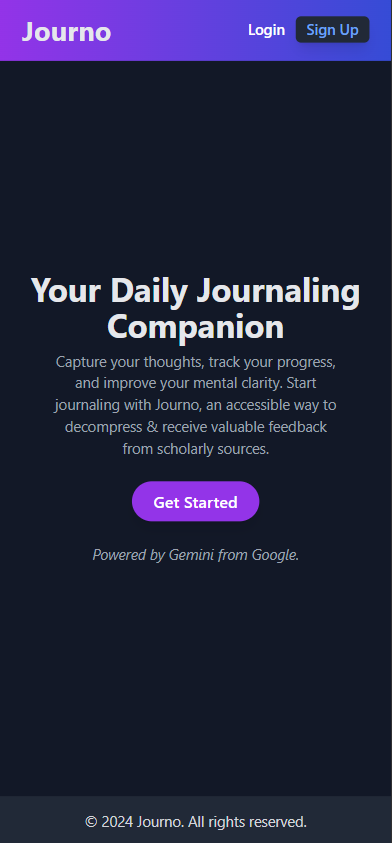 Journo
Login
Sign Up
Your Daily Journaling
Companion
Capture your thoughts, track your progress,
and improve your mental clarity. Start
journaling with Journo, an accessible way to
decompress & receive valuable feedback
from scholarly sources.
Get Started
Powered by Gemini from Google.
© 2024 Journo. All rights reserved.